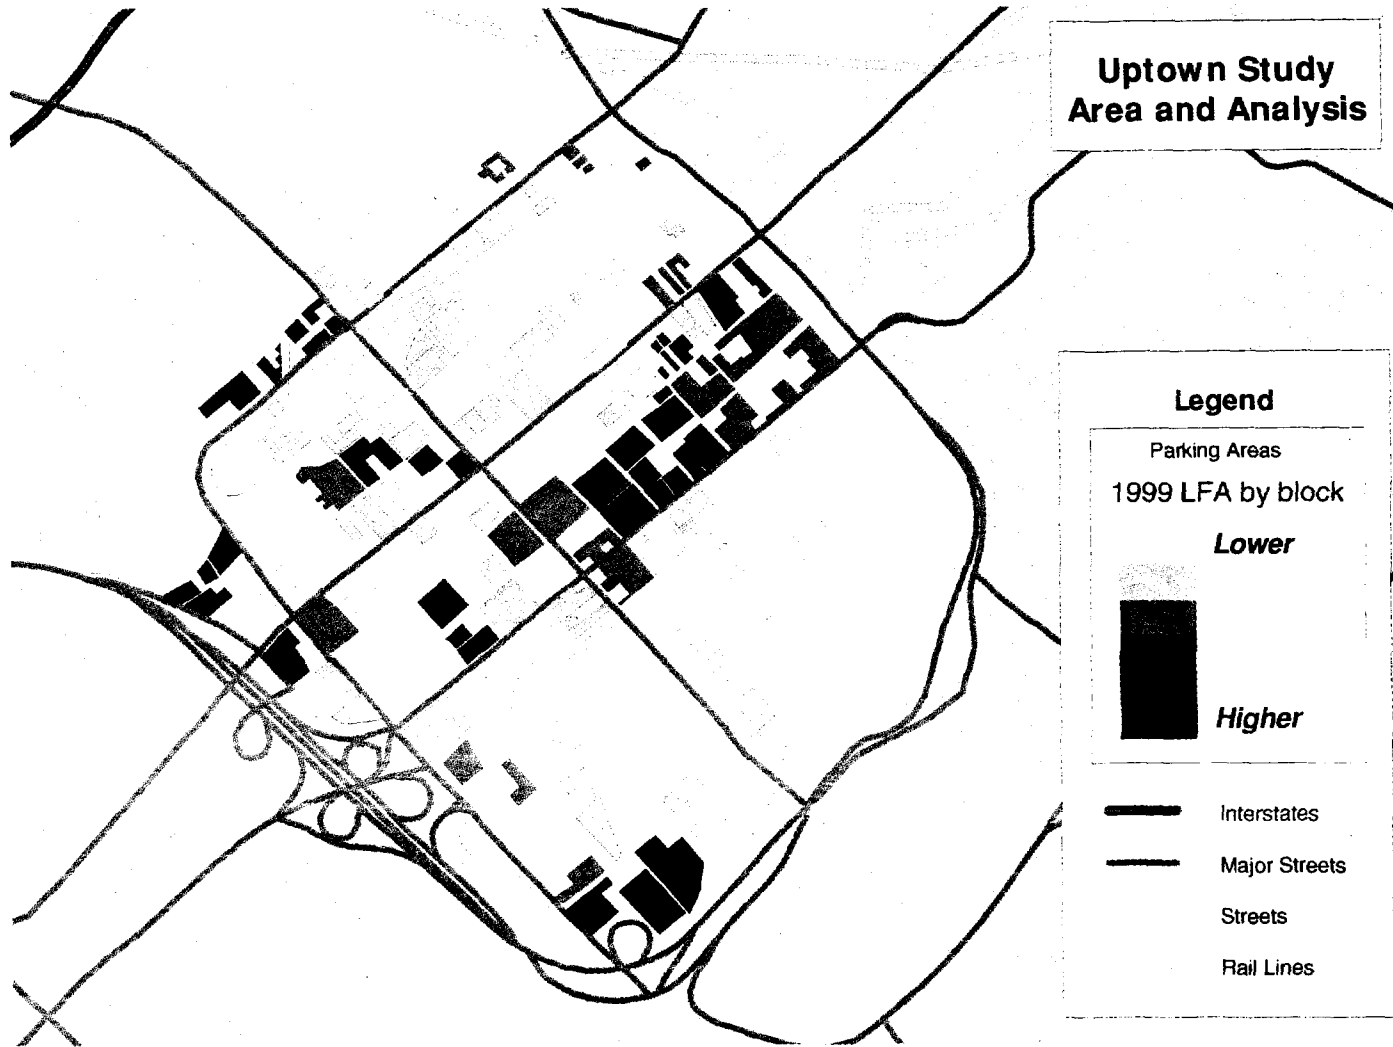 Uptown Study
Area and Analysis
Legend
Parking Areas
1999 LFA by block
Lower
Higher
Interstates
Major Streets
Streets
Rail Lines